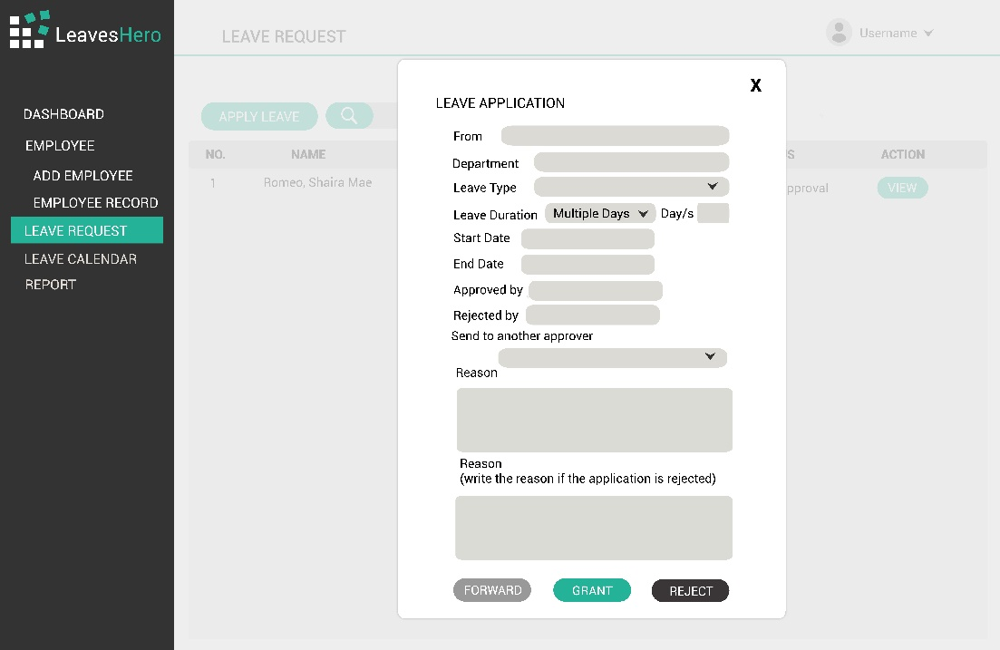 LeavesHero
LEAVE REQUEST
Username
DASHBOARD
EMPLOYEE
ADD EMPLOYEE
EMPLOYEE RECORD
LEAVE REQUEST
LEAVE CALENDAR
REPORT
APPLY LEAVE
NO. NAME S ACTION
1 Romeo, Shaira Mae pproval VIEW
X
LEAVE APPLICATION
From
Department
Leave Type
Leave Duration Multiple Days Day/s
Start Date
End Date
Approved by
Rejected by
Send to another approver
Reason
Reason
(write the reason if the application is rejected)
FORWARD GRANT REJECT